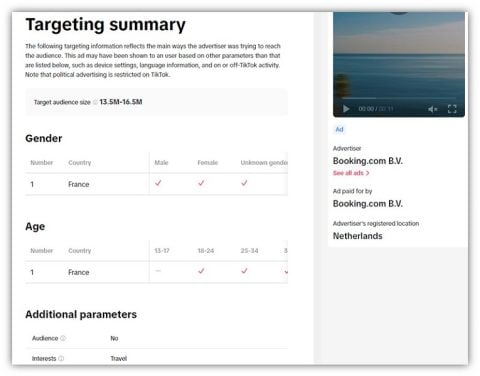 Targeting summary
The following targeting information reflects the main ways the advertiser was trying to reach
the audience. This ad may have been shown to an user based on other parameters than that
are listed below, such as device settings, language information, and on or off-TikTok activity.
Note that political advertising is restricted on TikTok.
Target audience size 13.5M-16.5M
Gender
Number Country Male Female Unknown gender
1 France
Age
Number Country 13-17 18-24 25-34 3
1 France
Additional parameters
Audience No
Interests Travel
00:00 / 00:11
Ad
Advertiser
Booking.com B.V.
See all ads >
Ad paid for by
Booking.com B.V.
Advertiser's registered location
Netherlands